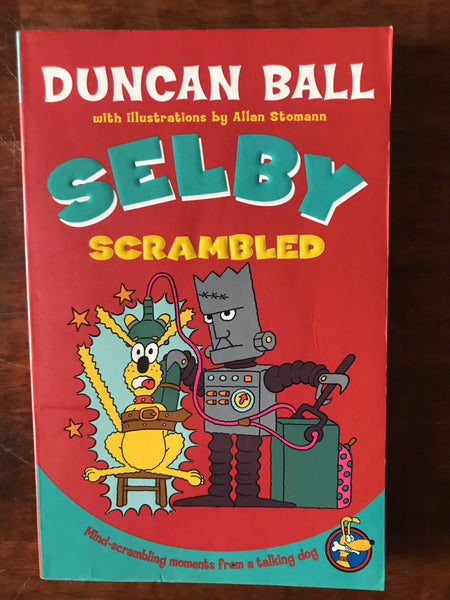 DUNCAN BALL
with illustrations by Allan Stomann
SELBY
SCRAMBLED
Mind-scrambling moments from a talking dog